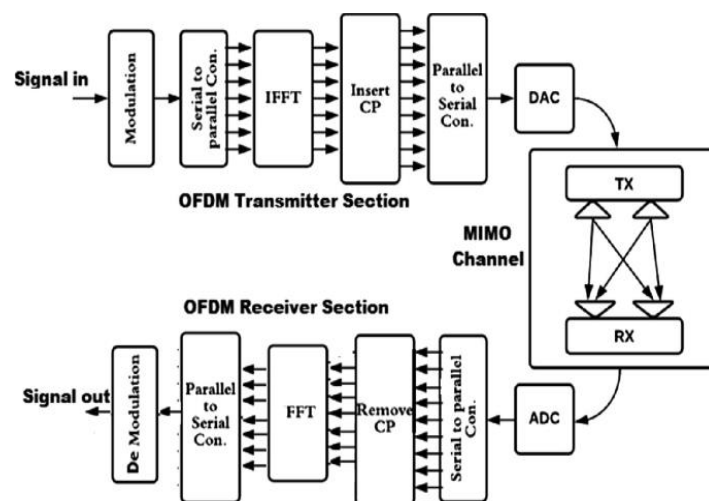 Signal in
Modulation
Serial to
parallel Con.
IFFT
Insert
CP
Parallel
to
Serial
Con.
DAC
OFDM Transmitter Section
TX
MIMO
Channel
RX
OFDM Receiver Section
Signal out
De Modulation
Parallel
to
Serial
Con.
FFT
Remove
CP
Serial to parallel
Con.
ADC